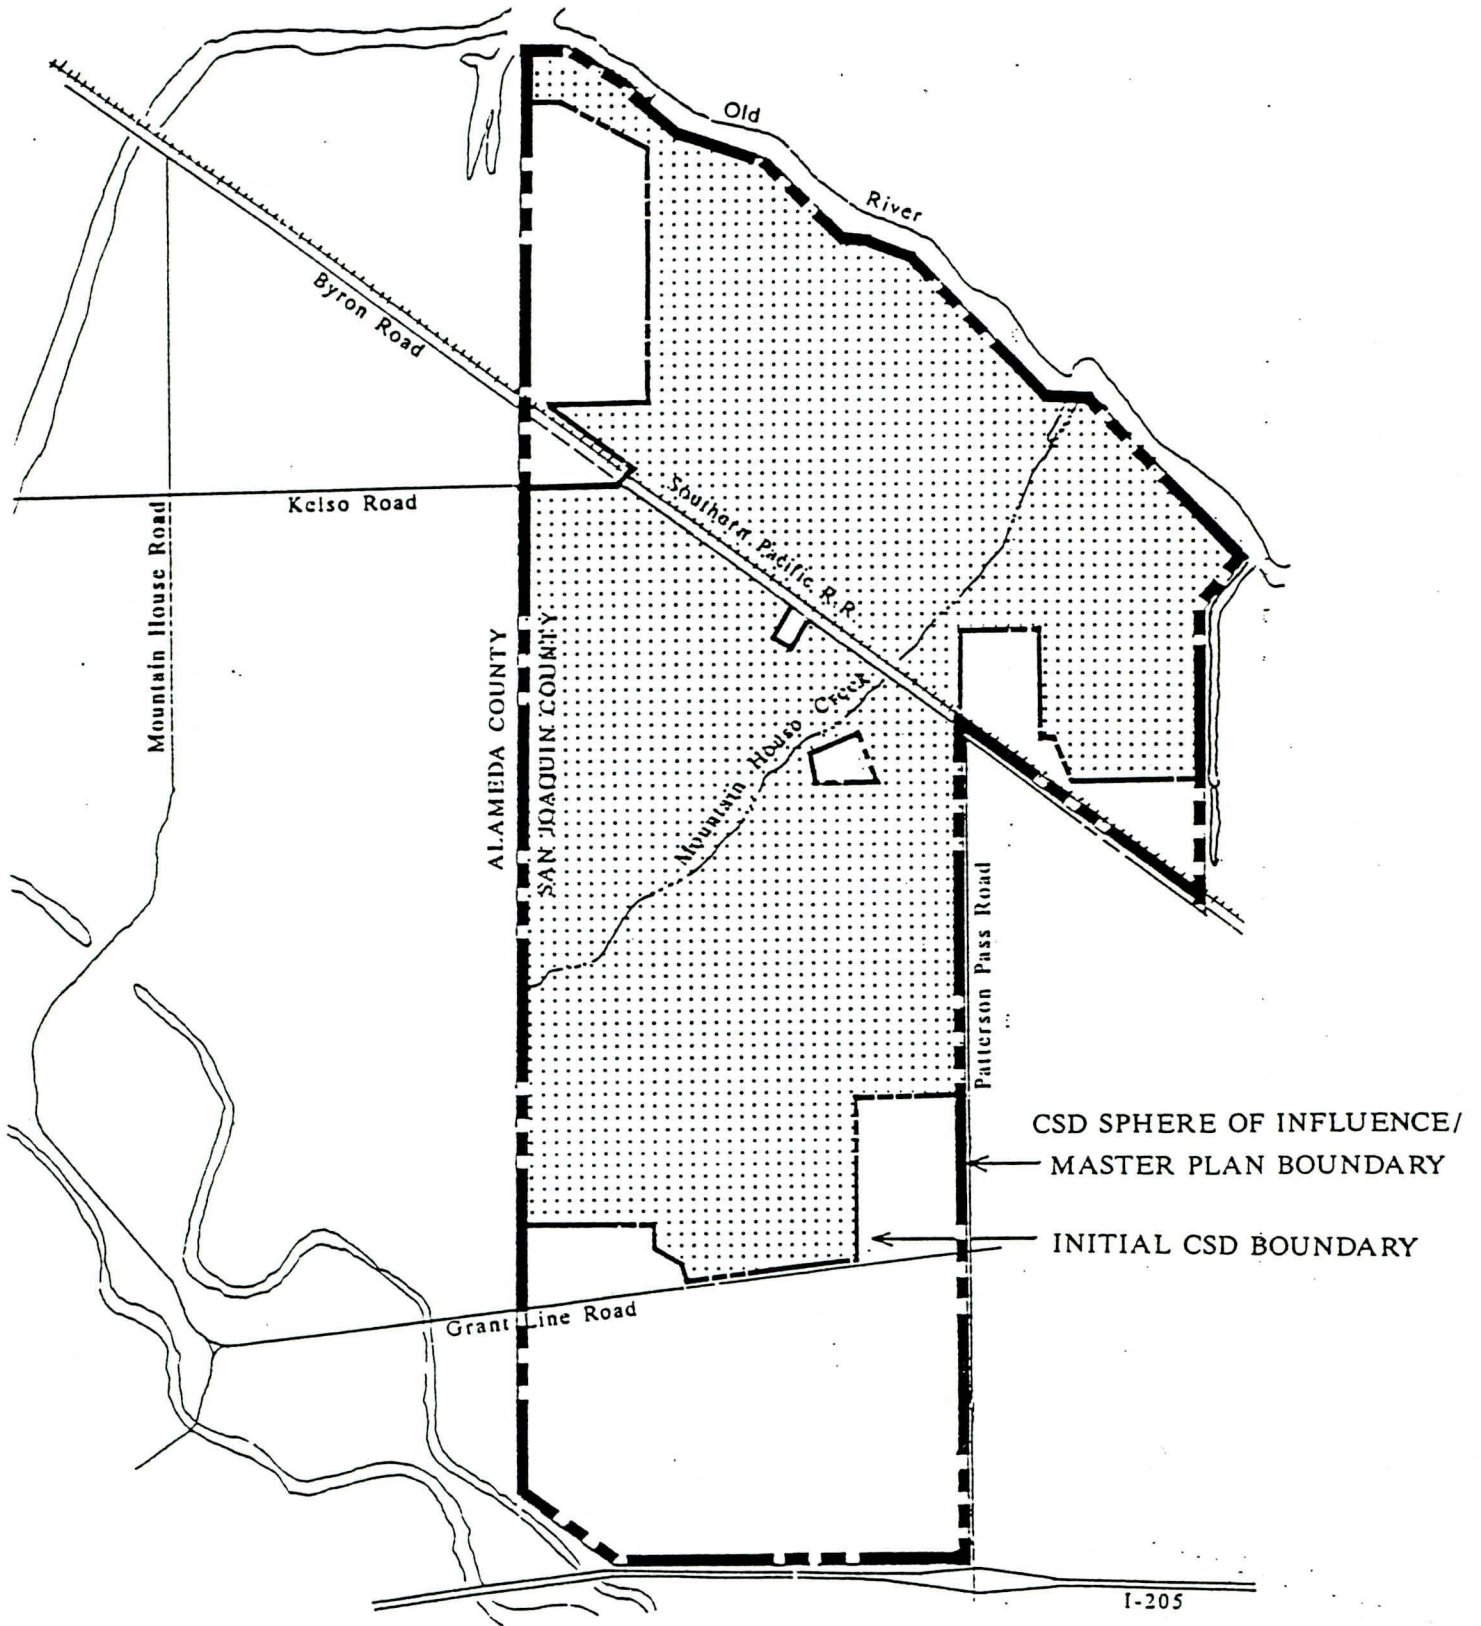 Old
River
Byron Road
Kelso Road
Southern Pacific R.R.
Mountain House Road
ALAMEDA COUNTY
SAN JOAQUIN COUNTY
Mountain House Creek
Patterson Pass Road
CSD SPHERE OF INFLUENCE/
MASTER PLAN BOUNDARY
INITIAL CSD BOUNDARY
Grant Line Road
I-205